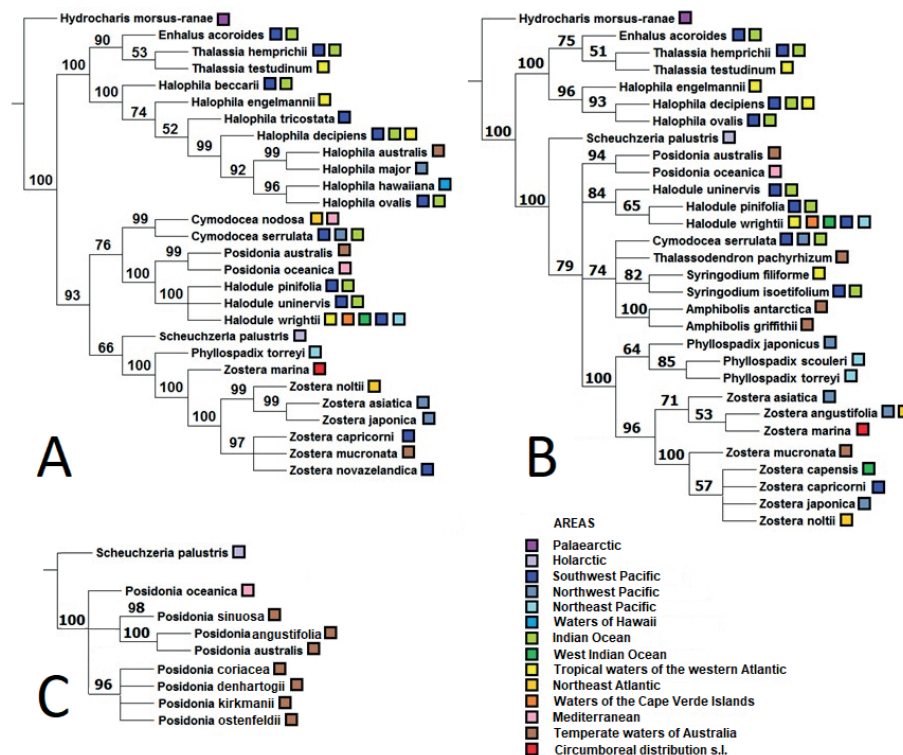 Hydrocharis morsus-ranae
90
Enhalus acoroides
53
Thalassia hemprichii
Thalassia testudinum
100
100
Halophila beccarii
74
Halophila engelmannii
52
Halophila tricostata
99
Halophila decipiens
92
99
Halophila australis
Halophila major
96
Halophila hawaiiana
Halophila ovalis
100
99
Cymodocea nodosa
Cymodocea serrulata
76
99
Posidonia australis
Posidonia oceanica
100
100
Halodule pinifolia
Halodule uninervis
Halodule wrightii
93
66
Scheuchzeria palustris
100
Phyllospadix torreyi
100
Zostera marina
100
99
Zostera noltii
99
Zostera asiatica
Zostera japonica
97
Zostera capricorni
Zostera mucronata
Zostera novazelandica
A
Hydrocharis morsus-ranae
75
Enhalus acoroides
51
Thalassia hemprichii
Thalassia testudinum
100
96
Halophila engelmannii
93
Halophila decipiens
Halophila ovalis
100
Scheuchzeria palustris
94
Posidonia australis
Posidonia oceanica
100
84
Halodule uninervis
65
Halodule pinifolia
Halodule wrightii
79
74
Cymodocea serrulata
Thalassodendron pachyrhizum
82
Syringodium filiforme
Syringodium isoetifolium
100
Amphibolis antarctica
Amphibolis griffithii
100
64
Phyllospadix japonicus
85
Phyllospadix scouleri
Phyllospadix torreyi
96
71
Zostera asiatica
53
Zostera angustifolia
Zostera marina
100
Zostera mucronata
57
Zostera capensis
Zostera capricorni
Zostera japonica
Zostera noltii
B
Scheuchzeria palustris
100
Posidonia oceanica
98
Posidonia sinuosa
100
Posidonia angustifolia
Posidonia australis
96
Posidonia coriacea
Posidonia denhartogii
Posidonia kirkmanii
Posidonia ostenfeldii
C
AREAS
Palaearctic
Holarctic
Southwest Pacific
Northwest Pacific
Northeast Pacific
Waters of Hawaii
Indian Ocean
West Indian Ocean
Tropical waters of the western Atlantic
Northeast Atlantic
Waters of the Cape Verde Islands
Mediterranean
Temperate waters of Australia
Circumboreal distribution s.l.